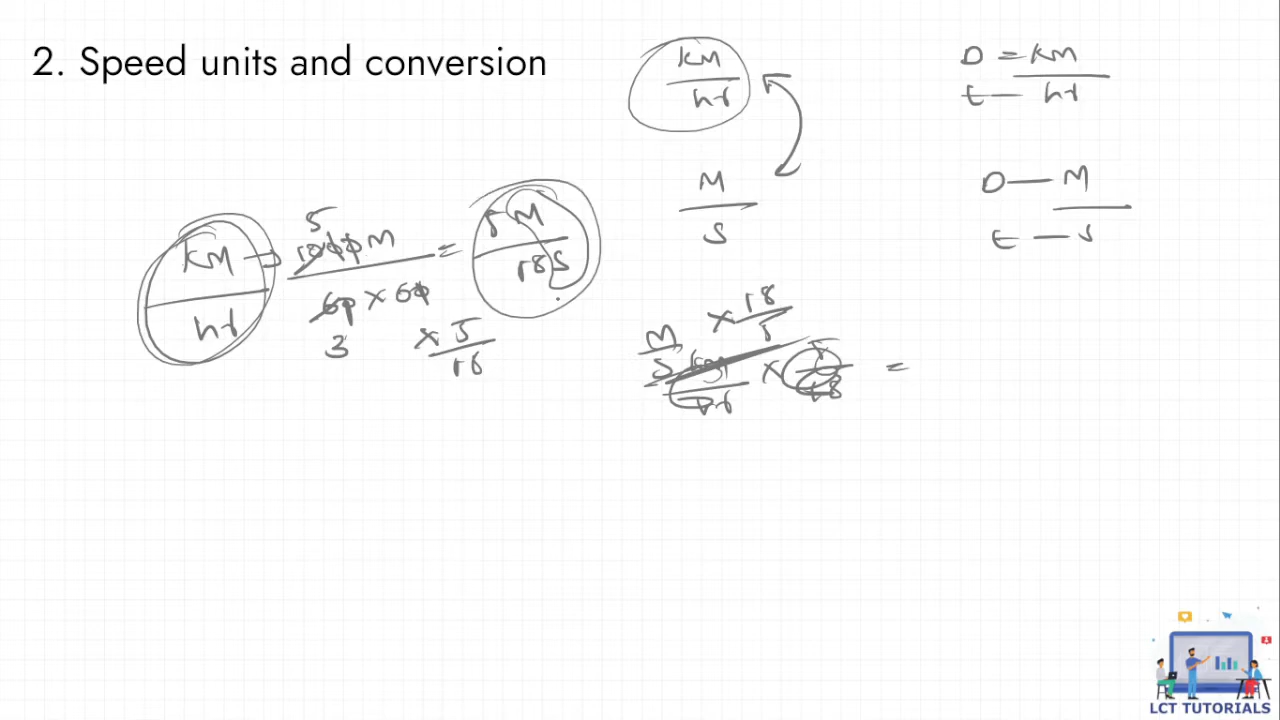 2. Speed units and conversion
KM
hr
D = KM
t — hr
M
S
D — M
t — S
KM → 1000 M = 5 M
hr 60 × 60 18 S
5
3
× 5
18
M × 18
S 5
× 5 =
hr 18
LCT TUTORIALS